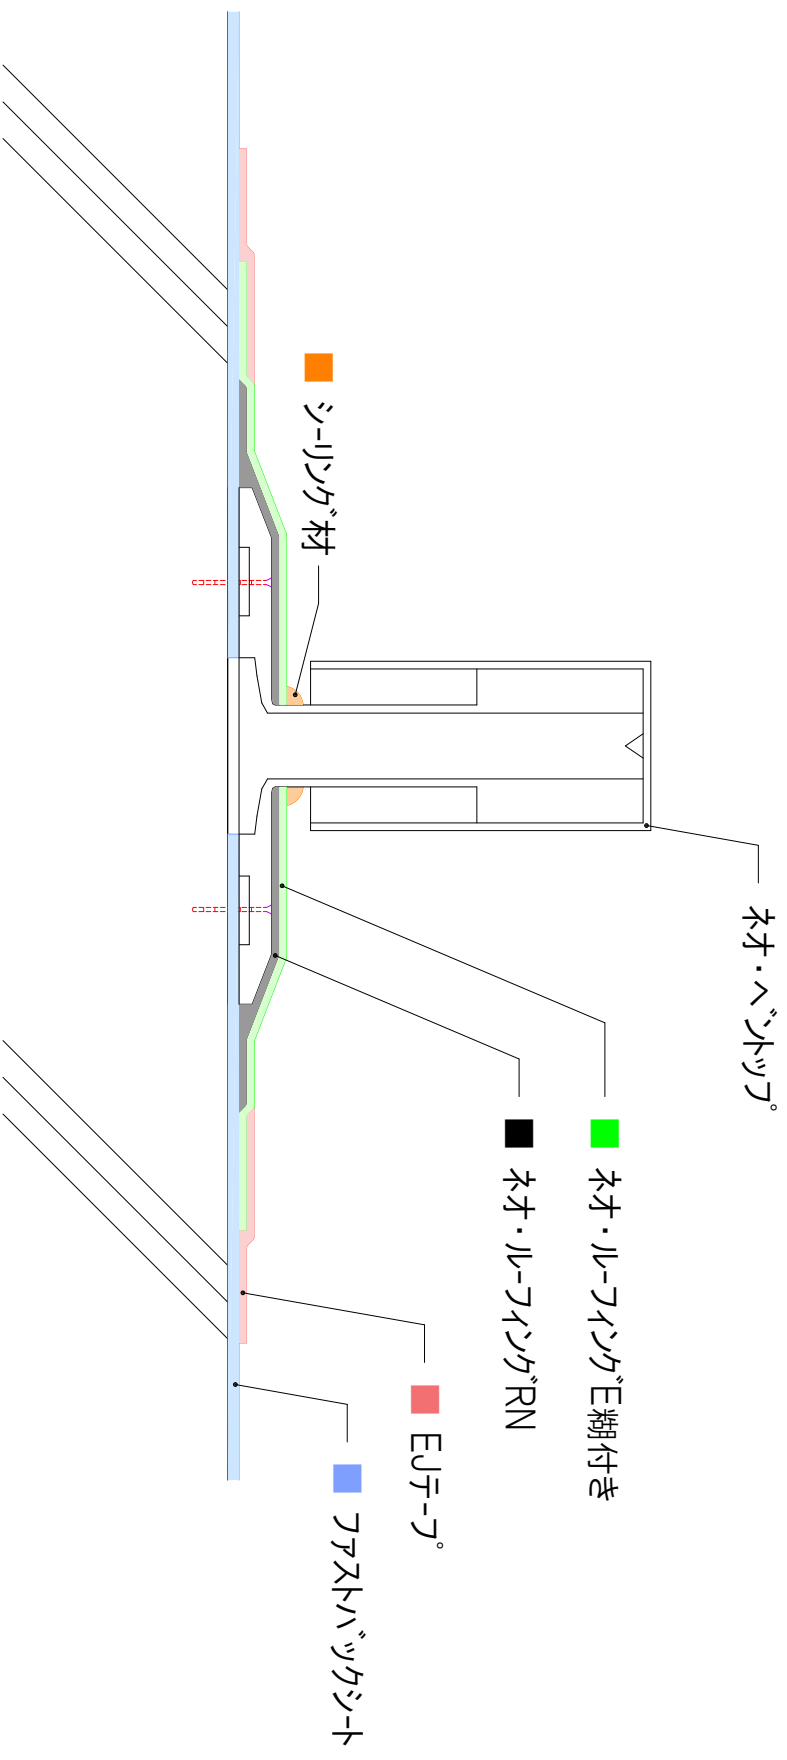 ネオ・ベントップ
ネオ・ルーフィングE糊付き
ネオ・ルーフィングRN
EJテープ
ファストバックシート
シーリング材